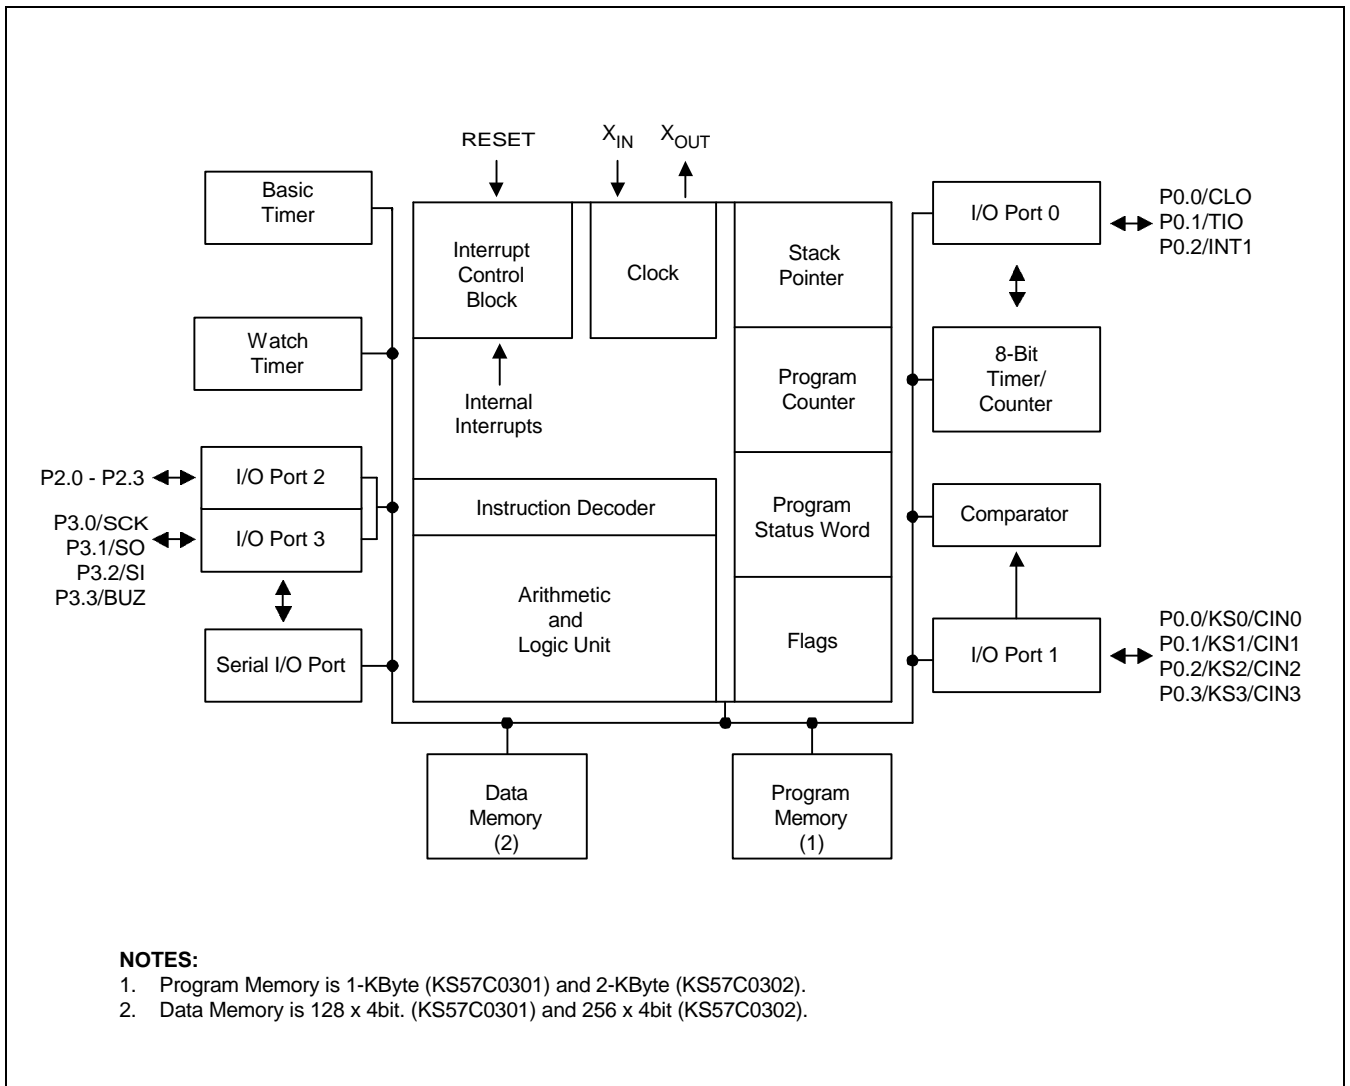 RESET
XIN
XOUT
Basic
Timer
Interrupt
Control
Block
Clock
Stack
Pointer
I/O Port 0
P0.0/CLO
P0.1/TIO
P0.2/INT1
Watch
Timer
Internal
Interrupts
Program
Counter
8-Bit
Timer/
Counter
P2.0 - P2.3
I/O Port 2
P3.0/SCK
P3.1/SO
P3.2/SI
P3.3/BUZ
I/O Port 3
Instruction Decoder
Program
Status Word
Comparator
Serial I/O Port
Arithmetic
and
Logic Unit
Flags
I/O Port 1
P0.0/KS0/CIN0
P0.1/KS1/CIN1
P0.2/KS2/CIN2
P0.3/KS3/CIN3
Data
Memory
(2)
Program
Memory
(1)
NOTES:
1. Program Memory is 1-KByte (KS57C0301) and 2-KByte (KS57C0302).
2. Data Memory is 128 x 4bit. (KS57C0301) and 256 x 4bit (KS57C0302).